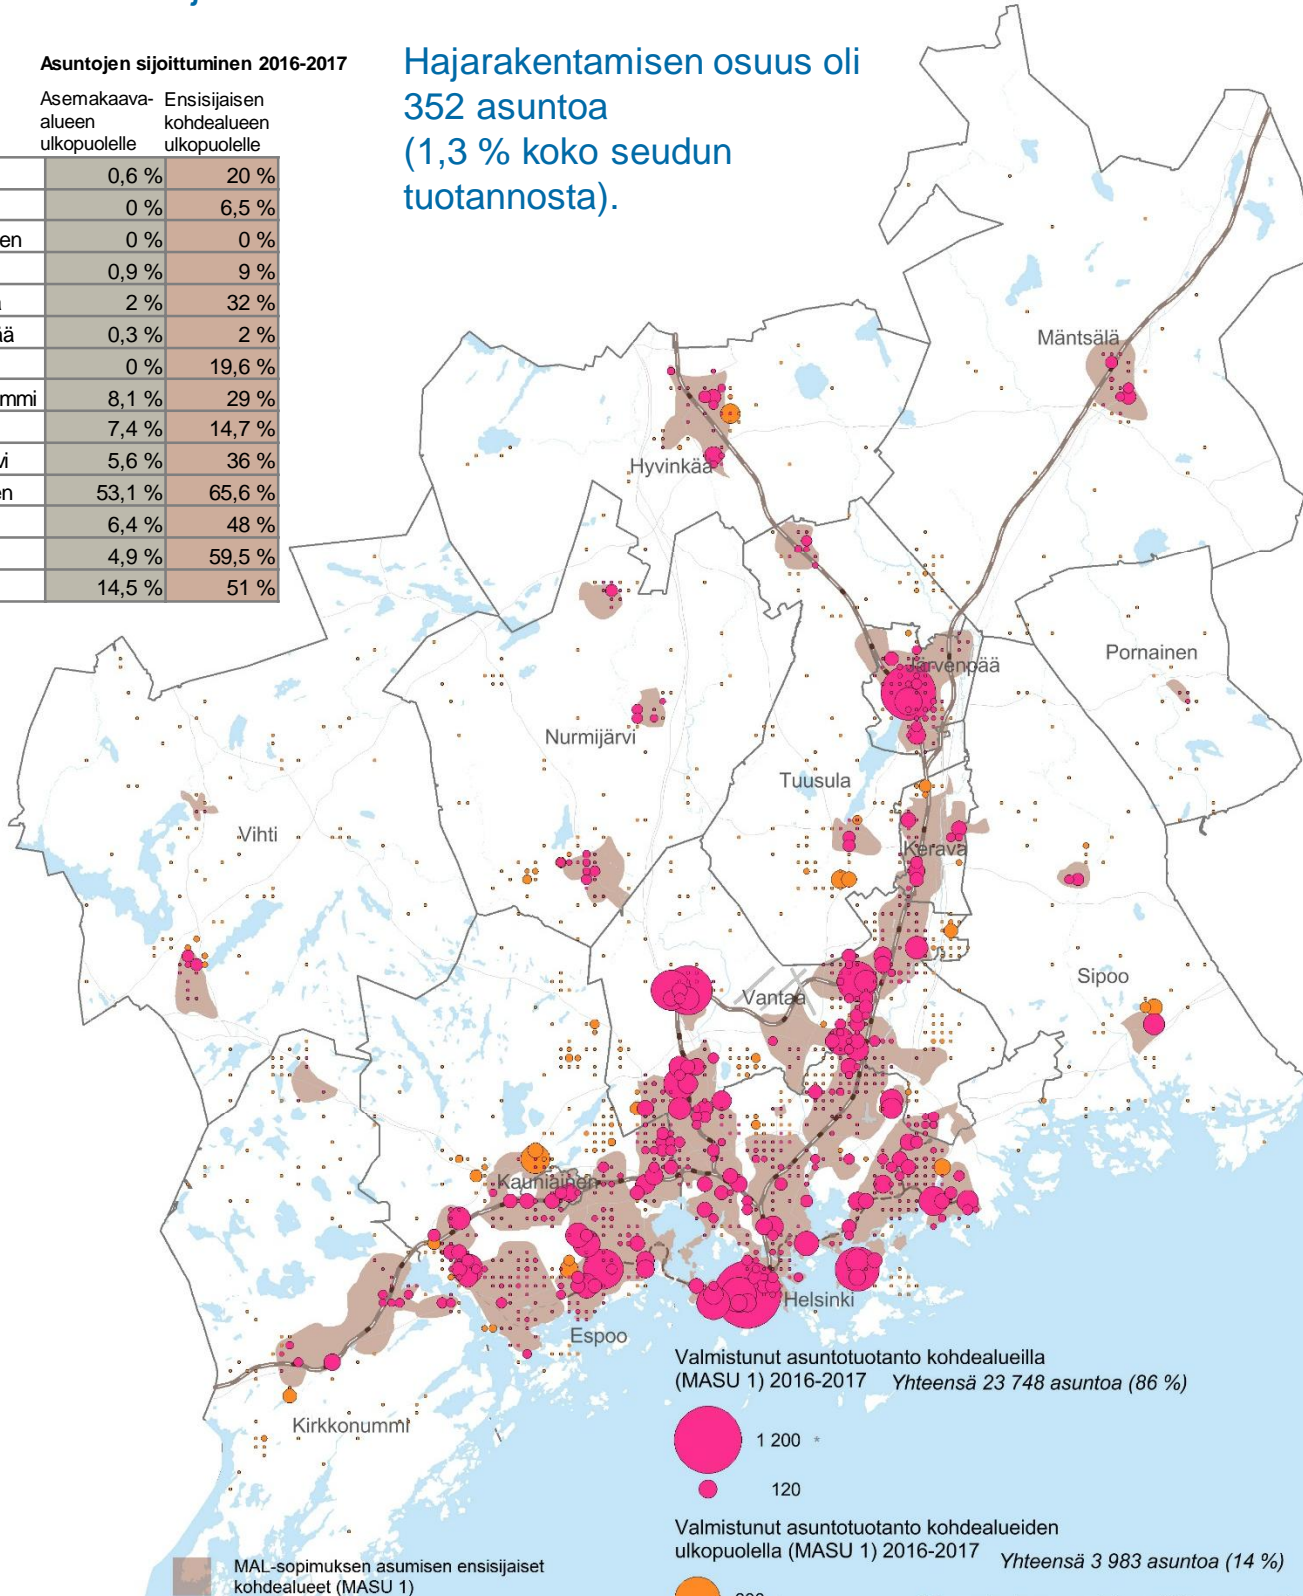 Asuntojen sijoittuminen 2016-2017
Asemakaava-
alueen
ulkopuolelle
Ensisijaisen
kohdealueen
ulkopuolelle
0,6 % 20 %
0 % 6,5 %
en 0 % 0 %
0,9 % 9 %
2 % 32 %
ää 0,3 % 2 %
0 % 19,6 %
mmi 8,1 % 29 %
7,4 % 14,7 %
vi 5,6 % 36 %
en 53,1 % 65,6 %
6,4 % 48 %
4,9 % 59,5 %
14,5 % 51 %
Hajarakentamisen osuus oli
352 asuntoa
(1,3 % koko seudun
tuotannosta).
Mäntsälä
Hyvinkää
Järvenpää
Pornainen
Nurmijärvi
Tuusula
Vihti
Kerava
Sipoo
Vantaa
Kauniainen
Helsinki
Espoo
Kirkkonummi
Valmistunut asuntotuotanto kohdealueilla
(MASU 1) 2016-2017 Yhteensä 23 748 asuntoa (86 %)
1 200 *
120
Valmistunut asuntotuotanto kohdealueiden
ulkopuolella (MASU 1) 2016-2017 Yhteensä 3 983 asuntoa (14 %)
MAL-sopimuksen asumisen ensisijaiset
kohdealueet (MASU 1)